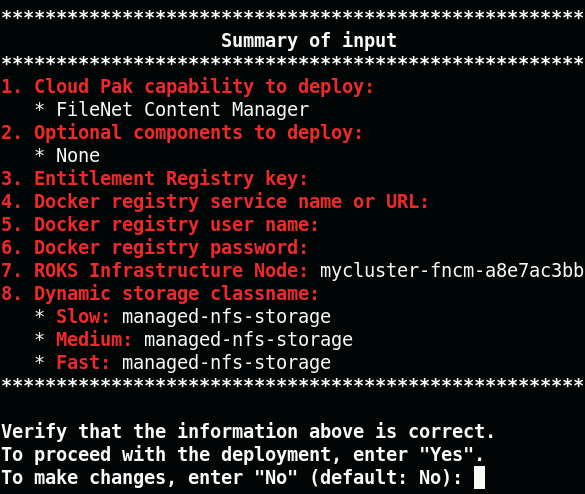 *****************************************************
Summary of input
*****************************************************
1. Cloud Pak capability to deploy:
* FileNet Content Manager
2. Optional components to deploy:
* None
3. Entitlement Registry key:
4. Docker registry service name or URL:
5. Docker registry user name:
6. Docker registry password:
7. ROKS Infrastructure Node: mycluster-fncm-a8e7ac3bb
8. Dynamic storage classname:
* Slow: managed-nfs-storage
* Medium: managed-nfs-storage
* Fast: managed-nfs-storage
*****************************************************
Verify that the information above is correct.
To proceed with the deployment, enter "Yes".
To make changes, enter "No" (default: No):